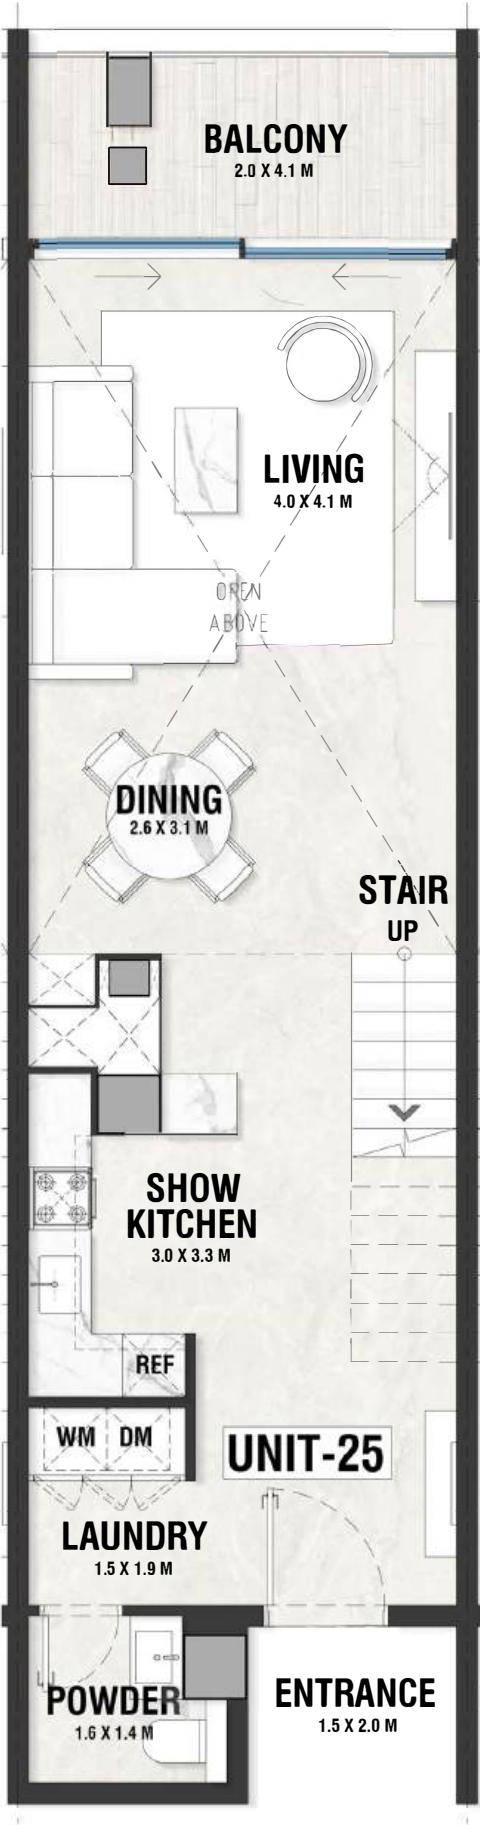 BALCONY
2.0 X 4.1 M
LIVING
4.0 X 4.1 M
OPEN
ABOVE
DINING
2.6 X 3.1 M
STAIR
UP
SHOW
KITCHEN
3.0 X 3.3 M
REF
WM DM
UNIT-25
LAUNDRY
1.5 X 1.9 M
POWDER
1.6 X 1.4 M
ENTRANCE
1.5 X 2.0 M